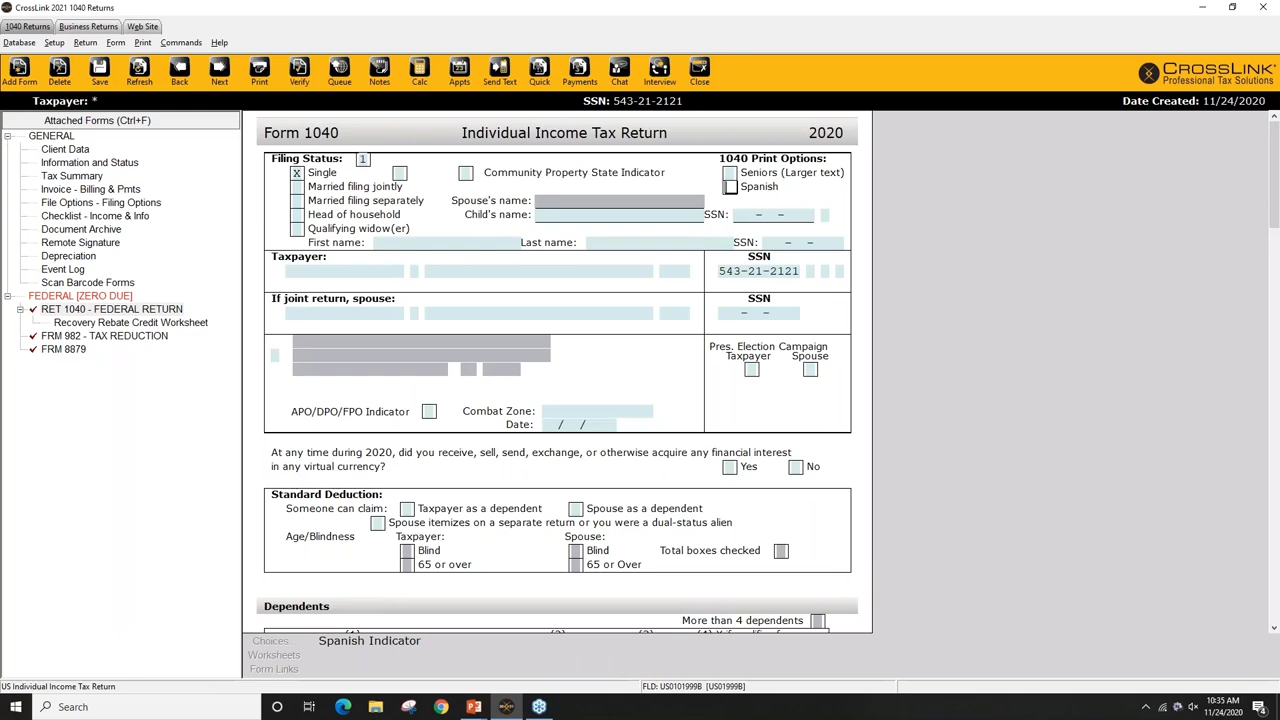 CrossLink 2021 1040 Returns
1040 Returns Business Returns Web Site
Database Setup Return Form Print Commands Help
Add Form Delete Save Refresh Back Next Print Verify Queue Notes Calc Appts Send Text Quick Payments Chat Interview Close
CROSSLINK
Professional Tax Solutions
Taxpayer: * SSN: 543-21-2121 Date Created: 11/24/2020
Attached Forms (Ctrl+F)
GENERAL
Client Data
Information and Status
Tax Summary
Invoice - Billing & Pmts
File Options - Filing Options
Checklist - Income & Info
Document Archive
Remote Signature
Depreciation
Event Log
Scan Barcode Forms
FEDERAL [ZERO DUE]
RET 1040 - FEDERAL RETURN
Recovery Rebate Credit Worksheet
FRM 982 - TAX REDUCTION
FRM 8879
Form 1040 Individual Income Tax Return 2020
Filing Status: 1 1040 Print Options:
X Single Community Property State Indicator Seniors (Larger text)
Married filing jointly Spanish
Married filing separately Spouse's name:
Head of household Child's name: SSN: - -
Qualifying widow(er)
First name: Last name: SSN: - -
Taxpayer: SSN
543-21-2121
If joint return, spouse: SSN
- -
Pres. Election Campaign
Taxpayer Spouse
APO/DPO/FPO Indicator Combat Zone:
Date: / /
At any time during 2020, did you receive, sell, send, exchange, or otherwise acquire any financial interest
in any virtual currency? Yes No
Standard Deduction:
Someone can claim: Taxpayer as a dependent Spouse as a dependent
Spouse itemizes on a separate return or you were a dual-status alien
Age/Blindness Taxpayer: Spouse:
Blind Blind Total boxes checked
65 or over 65 or Over
Dependents
More than 4 dependents
Choices Spanish Indicator
Worksheets
Form Links
US Individual Income Tax Return FLD: US0101999B [US01999B]
Search
10:35 AM
11/24/2020
4